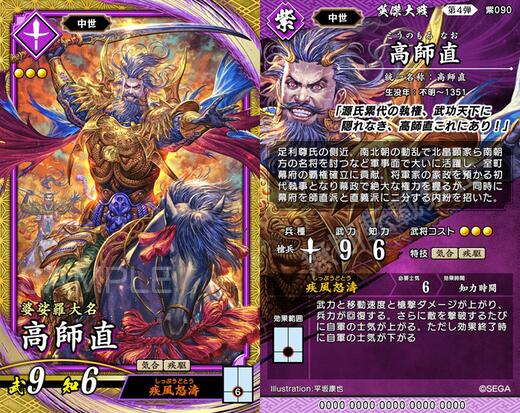 中世
婆娑羅大名
高師直
気合
疾駆
武9 知6
しっぷうどとう
疾風怒濤
6
SAMPLE
紫
中世
英傑大戦
第4弾
紫090
こうのもろなお
高師直
統一名称:高師直
生没年:不明~1351
「源氏累代の執権、武功天下に
隠れなき、高師直これにあり!!」
足利尊氏の側近。南北朝の動乱で北畠顕家ら南朝
方の名将を討つなど軍事面で大いに活躍し、室町
幕府の覇権確立に貢献。将軍家の家政を預かる初
代執事となり幕政で絶大な権力を握るが、同時に
幕府を師直派と直義派に二分する内紛を招いた。
兵種
武力
知力
武将コスト
槍兵
9
6
特技
気合
疾駆
しっぷうどとう
疾風怒濤
必要士気
6
効果時間
知力時間
効果範囲
武力と移動速度と槍撃ダメージが上がり、
兵力が回復する。さらに敵を撃破するたび
に自軍の士気が上がる。ただし効果終了時
に自軍の士気が下がる
Illustration:平坂康也
©SEGA
0000 0000 0000 0000 0000